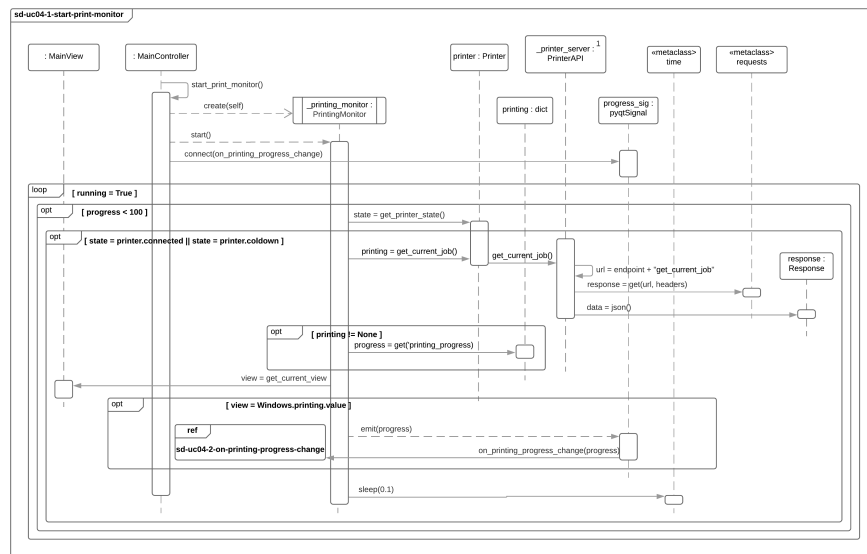 sd-uc04-1-start-print-monitor
: MainView
: MainController
printer : Printer
_printer_server : 1
PrinterAPI
«metaclass»
time
«metaclass»
requests
start_print_monitor()
create(self)
_printing_monitor :
PrintingMonitor
printing : dict
progress_sig :
pyqtSignal
start()
connect(on_printing_progress_change)
loop
[ running = True ]
opt
[ progress < 100 ]
state = get_printer_state()
opt
[ state = printer.connected || state = printer.coldown ]
printing = get_current_job()
get_current_job()
url = endpoint + "get_current_job"
response :
Response
response = get(url, headers)
data = json()
opt
[ printing != None ]
progress = get('printing_progress)
view = get_current_view
opt
[ view = Windows.printing.value ]
ref
emit(progress)
sd-uc04-2-on-printing-progress-change
on_printing_progress_change(progress)
sleep(0.1)